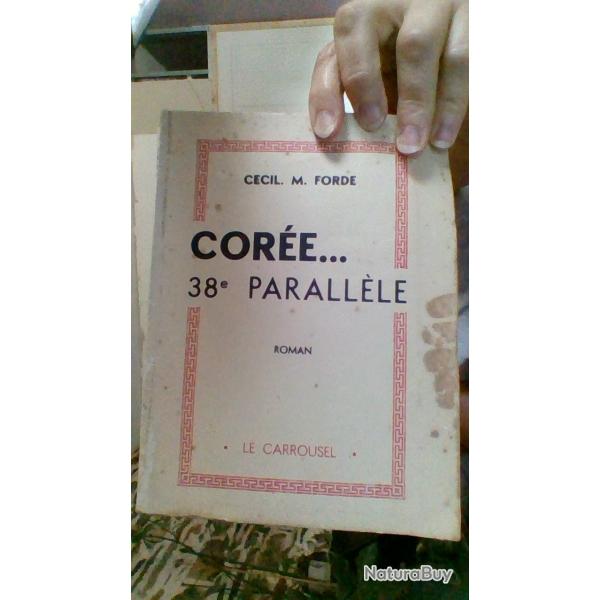 CECIL. M. FORDE
CORÉE...
38e PARALLÈLE
ROMAN
• LE CARROUSEL •
NaturaBuy